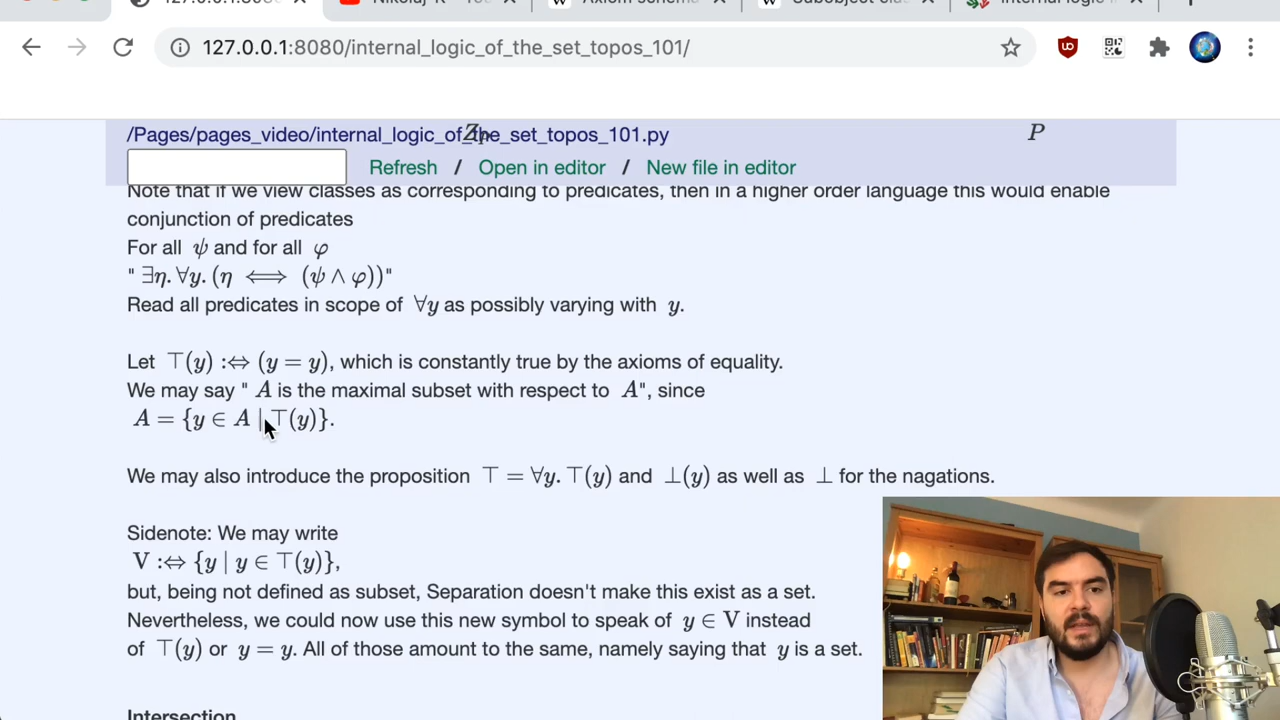 127.0.0.1:8080/internal_logic_of_the_set_topos_101/
/Pages/pages_video/internal_logic_of_the_set_topos_101.py
P
Refresh / Open in editor / New file in editor
Note that if we view classes as corresponding to predicates, then in a higher order language this would enable
conjunction of predicates
For all ψ and for all φ
" ∃η. ∀y. (η ⟺ (ψ ∧ φ))"
Read all predicates in scope of ∀y as possibly varying with y.
Let ⊤(y) :⇔ (y = y), which is constantly true by the axioms of equality.
We may say " A is the maximal subset with respect to A", since
A = {y ∈ A | ⊤(y)}.
We may also introduce the proposition ⊤ = ∀y. ⊤(y) and ⊥(y) as well as ⊥ for the nagations.
Sidenote: We may write
V :⇔ {y | y ∈ ⊤(y)},
but, being not defined as subset, Separation doesn't make this exist as a set.
Nevertheless, we could now use this new symbol to speak of y ∈ V instead
of ⊤(y) or y = y. All of those amount to the same, namely saying that y is a set.
Intersection